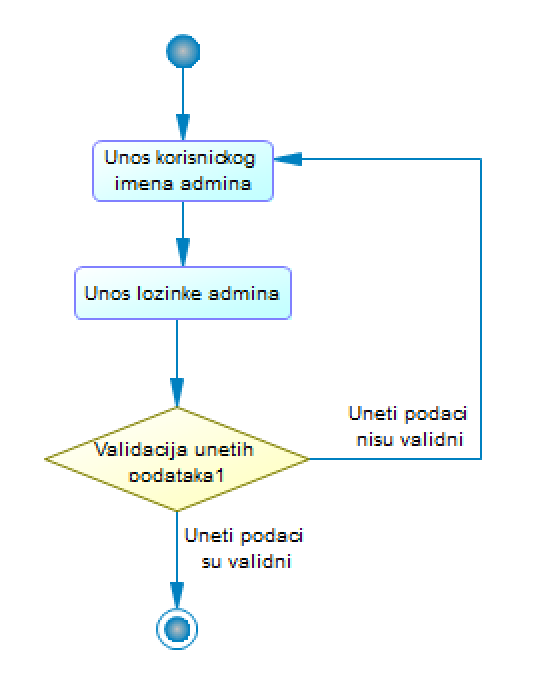 Unos korisnickog
imena admina
Unos lozinke admina
Uneti podaci
nisu validni
Validacija unetih
podataka1
Uneti podaci
su validni